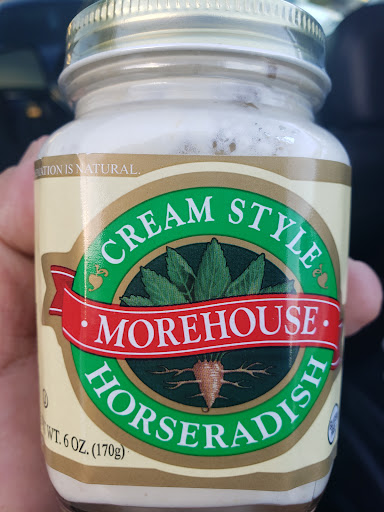 ATION IS NATURAL.
CREAM STYLE
MOREHOUSE
HORSERADISH
WT. 6 OZ. (170g)